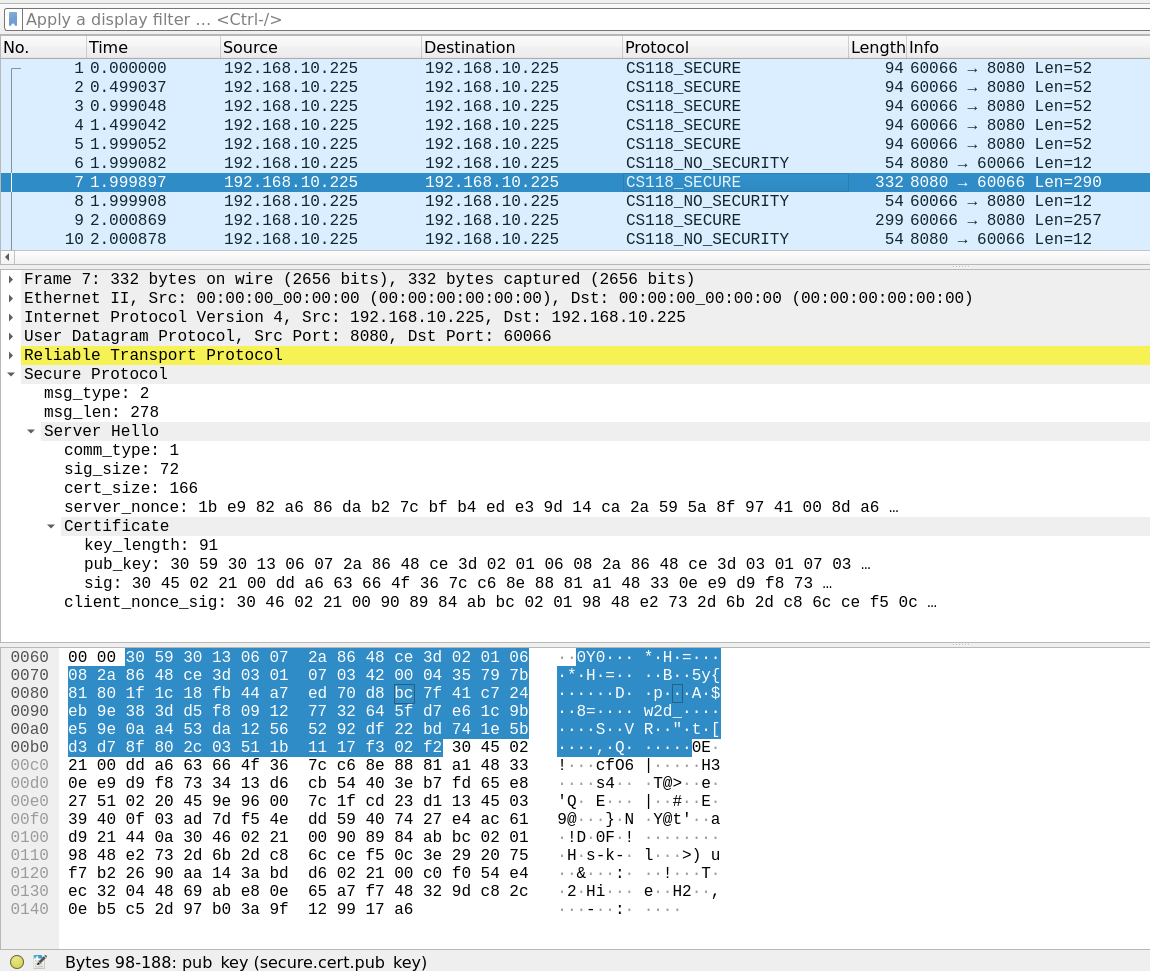 Apply a display filter … <Ctrl-/>
No. Time Source Destination Protocol Length Info
1 0.000000 192.168.10.225 192.168.10.225 CS118_SECURE 94 60066 → 8080 Len=52
2 0.499037 192.168.10.225 192.168.10.225 CS118_SECURE 94 60066 → 8080 Len=52
3 0.999048 192.168.10.225 192.168.10.225 CS118_SECURE 94 60066 → 8080 Len=52
4 1.499042 192.168.10.225 192.168.10.225 CS118_SECURE 94 60066 → 8080 Len=52
5 1.999052 192.168.10.225 192.168.10.225 CS118_SECURE 94 60066 → 8080 Len=52
6 1.999082 192.168.10.225 192.168.10.225 CS118_NO_SECURITY 54 8080 → 60066 Len=12
7 1.999897 192.168.10.225 192.168.10.225 CS118_SECURE 332 8080 → 60066 Len=290
8 1.999908 192.168.10.225 192.168.10.225 CS118_NO_SECURITY 54 60066 → 8080 Len=12
9 2.000869 192.168.10.225 192.168.10.225 CS118_SECURE 299 60066 → 8080 Len=257
10 2.000878 192.168.10.225 192.168.10.225 CS118_NO_SECURITY 54 8080 → 60066 Len=12
Frame 7: 332 bytes on wire (2656 bits), 332 bytes captured (2656 bits)
Ethernet II, Src: 00:00:00_00:00:00 (00:00:00:00:00:00), Dst: 00:00:00_00:00:00 (00:00:00:00:00:00)
Internet Protocol Version 4, Src: 192.168.10.225, Dst: 192.168.10.225
User Datagram Protocol, Src Port: 8080, Dst Port: 60066
Reliable Transport Protocol
Secure Protocol
msg_type: 2
msg_len: 278
Server Hello
comm_type: 1
sig_size: 72
cert_size: 166
server_nonce: 1b e9 82 a6 86 da b2 7c bf b4 ed e3 9d 14 ca 2a 59 5a 8f 97 41 00 8d a6 …
Certificate
key_length: 91
pub_key: 30 59 30 13 06 07 2a 86 48 ce 3d 02 01 06 08 2a 86 48 ce 3d 03 01 07 03 …
sig: 30 45 02 21 00 dd a6 63 66 4f 36 7c c6 8e 88 81 a1 48 33 0e e9 d9 f8 73 …
client_nonce_sig: 30 46 02 21 00 90 89 84 ab bc 02 01 98 48 e2 73 2d 6b 2d c8 6c ce f5 0c …
0060 00 00 30 59 30 13 06 07 2a 86 48 ce 3d 02 01 06 ··0Y0··· *·H·=···
0070 08 2a 86 48 ce 3d 03 01 07 03 42 00 04 35 79 7b ·*·H·=·· ··B··5y{
0080 81 80 1f 1c 18 fb 44 a7 ed 70 d8 bc 7f 41 c7 24 ······D· ·p···A·$
0090 eb 9e 38 3d d5 f8 09 12 77 32 64 5f d7 e6 1c 9b ··8=···· w2d_····
00a0 e5 9e 0a a4 53 da 12 56 52 92 df 22 bd 74 1e 5b ····S··V R··"·t·[
00b0 d3 d7 8f 80 2c 03 51 1b 11 17 f3 02 f2 30 45 02 ····,·Q· ·····0E·
00c0 21 00 dd a6 63 66 4f 36 7c c6 8e 88 81 a1 48 33 !···cfO6 |·····H3
00d0 0e e9 d9 f8 73 34 13 d6 cb 54 40 3e b7 fd 65 e8 ····s4·· ·T@>··e·
00e0 27 51 02 20 45 9e 96 00 7c 1f cd 23 d1 13 45 03 'Q· E··· |··#··E·
00f0 39 40 0f 03 ad 7d f5 4e dd 59 40 74 27 e4 ac 61 9@···}·N ·Y@t'··a
0100 d9 21 44 0a 30 46 02 21 00 90 89 84 ab bc 02 01 ·!D·0F·! ········
0110 98 48 e2 73 2d 6b 2d c8 6c ce f5 0c 3e 29 20 75 ·H·s-k-· l···>) u
0120 f7 b2 26 90 aa 14 3a bd d6 02 21 00 c0 f0 54 e4 ··&···:· ··!···T·
0130 ec 32 04 48 69 ab e8 0e 65 a7 f7 48 32 9d c8 2c ·2·Hi··· e··H2··,
0140 0e b5 c5 2d 97 b0 3a 9f 12 99 17 a6 ···-··:· ····
Bytes 98-188: pub_key (secure.cert.pub_key)